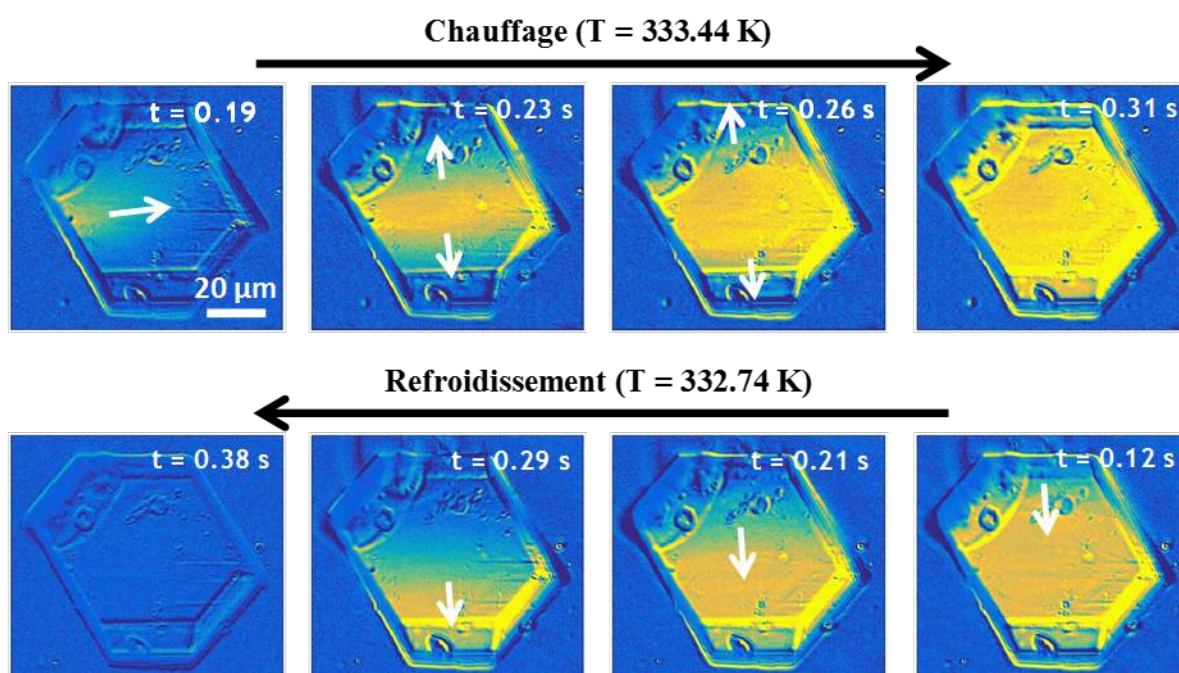 Chauffage (T = 333.44 K)
t = 0.19
t = 0.23 s
t = 0.26 s
t = 0.31 s
20 µm
Refroidissement (T = 332.74 K)
t = 0.38 s
t = 0.29 s
t = 0.21 s
t = 0.12 s